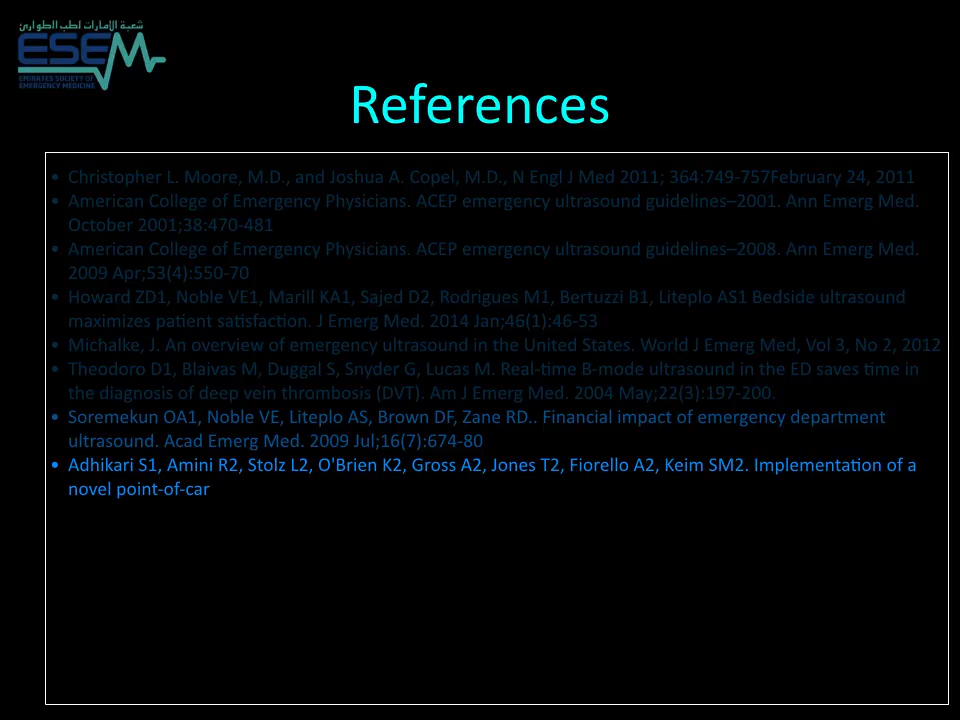 شعبة الإمارات لطب الطوارئ
ESEM
EMIRATES SOCIETY OF
EMERGENCY MEDICINE
References
• Christopher L. Moore, M.D., and Joshua A. Copel, M.D., N Engl J Med 2011; 364:749-757February 24, 2011
• American College of Emergency Physicians. ACEP emergency ultrasound guidelines–2001. Ann Emerg Med.
October 2001;38:470-481
• American College of Emergency Physicians. ACEP emergency ultrasound guidelines–2008. Ann Emerg Med.
2009 Apr;53(4):550-70
• Howard ZD1, Noble VE1, Marill KA1, Sajed D2, Rodrigues M1, Bertuzzi B1, Liteplo AS1 Bedside ultrasound
maximizes patient satisfaction. J Emerg Med. 2014 Jan;46(1):46-53
• Michalke, J. An overview of emergency ultrasound in the United States. World J Emerg Med, Vol 3, No 2, 2012
• Theodoro D1, Blaivas M, Duggal S, Snyder G, Lucas M. Real-time B-mode ultrasound in the ED saves time in
the diagnosis of deep vein thrombosis (DVT). Am J Emerg Med. 2004 May;22(3):197-200.
• Soremekun OA1, Noble VE, Liteplo AS, Brown DF, Zane RD.. Financial impact of emergency department
ultrasound. Acad Emerg Med. 2009 Jul;16(7):674-80
• Adhikari S1, Amini R2, Stolz L2, O'Brien K2, Gross A2, Jones T2, Fiorello A2, Keim SM2. Implementation of a
novel point-of-car